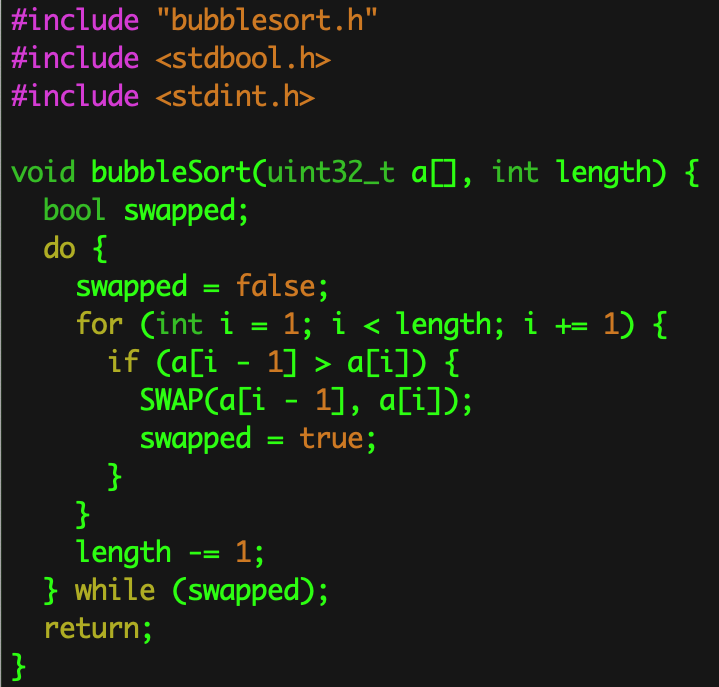 #include "bubblesort.h"
#include <stdbool.h>
#include <stdint.h>

void bubbleSort(uint32_t a[], int length) {
  bool swapped;
  do {
    swapped = false;
    for (int i = 1; i < length; i += 1) {
      if (a[i - 1] > a[i]) {
        SWAP(a[i - 1], a[i]);
        swapped = true;
      }
    }
    length -= 1;
  } while (swapped);
  return;
}